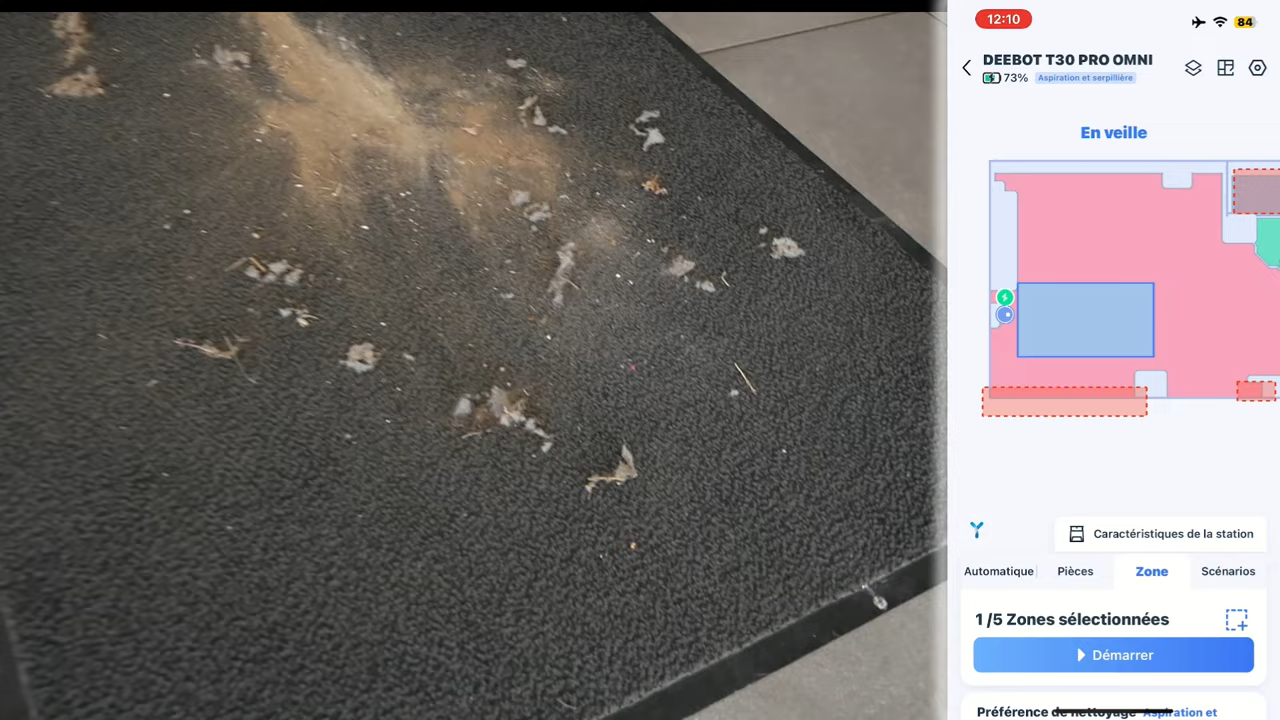 12:10
84
DEEBOT T30 PRO OMNI
73% Aspiration et serpillière
En veille
Caractéristiques de la station
Automatique Pièces Zone Scénarios
1/5 Zones sélectionnées
Démarrer
Préférence de nettoyage Aspiration et